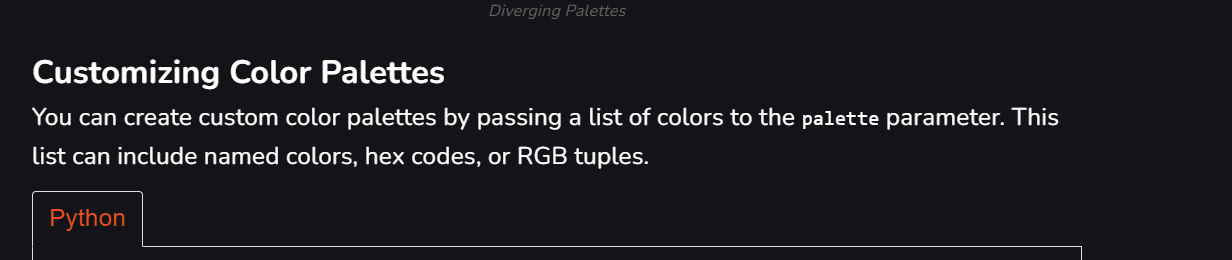 Diverging Palettes
Customizing Color Palettes
You can create custom color palettes by passing a list of colors to the palette parameter. This
list can include named colors, hex codes, or RGB tuples.
Python